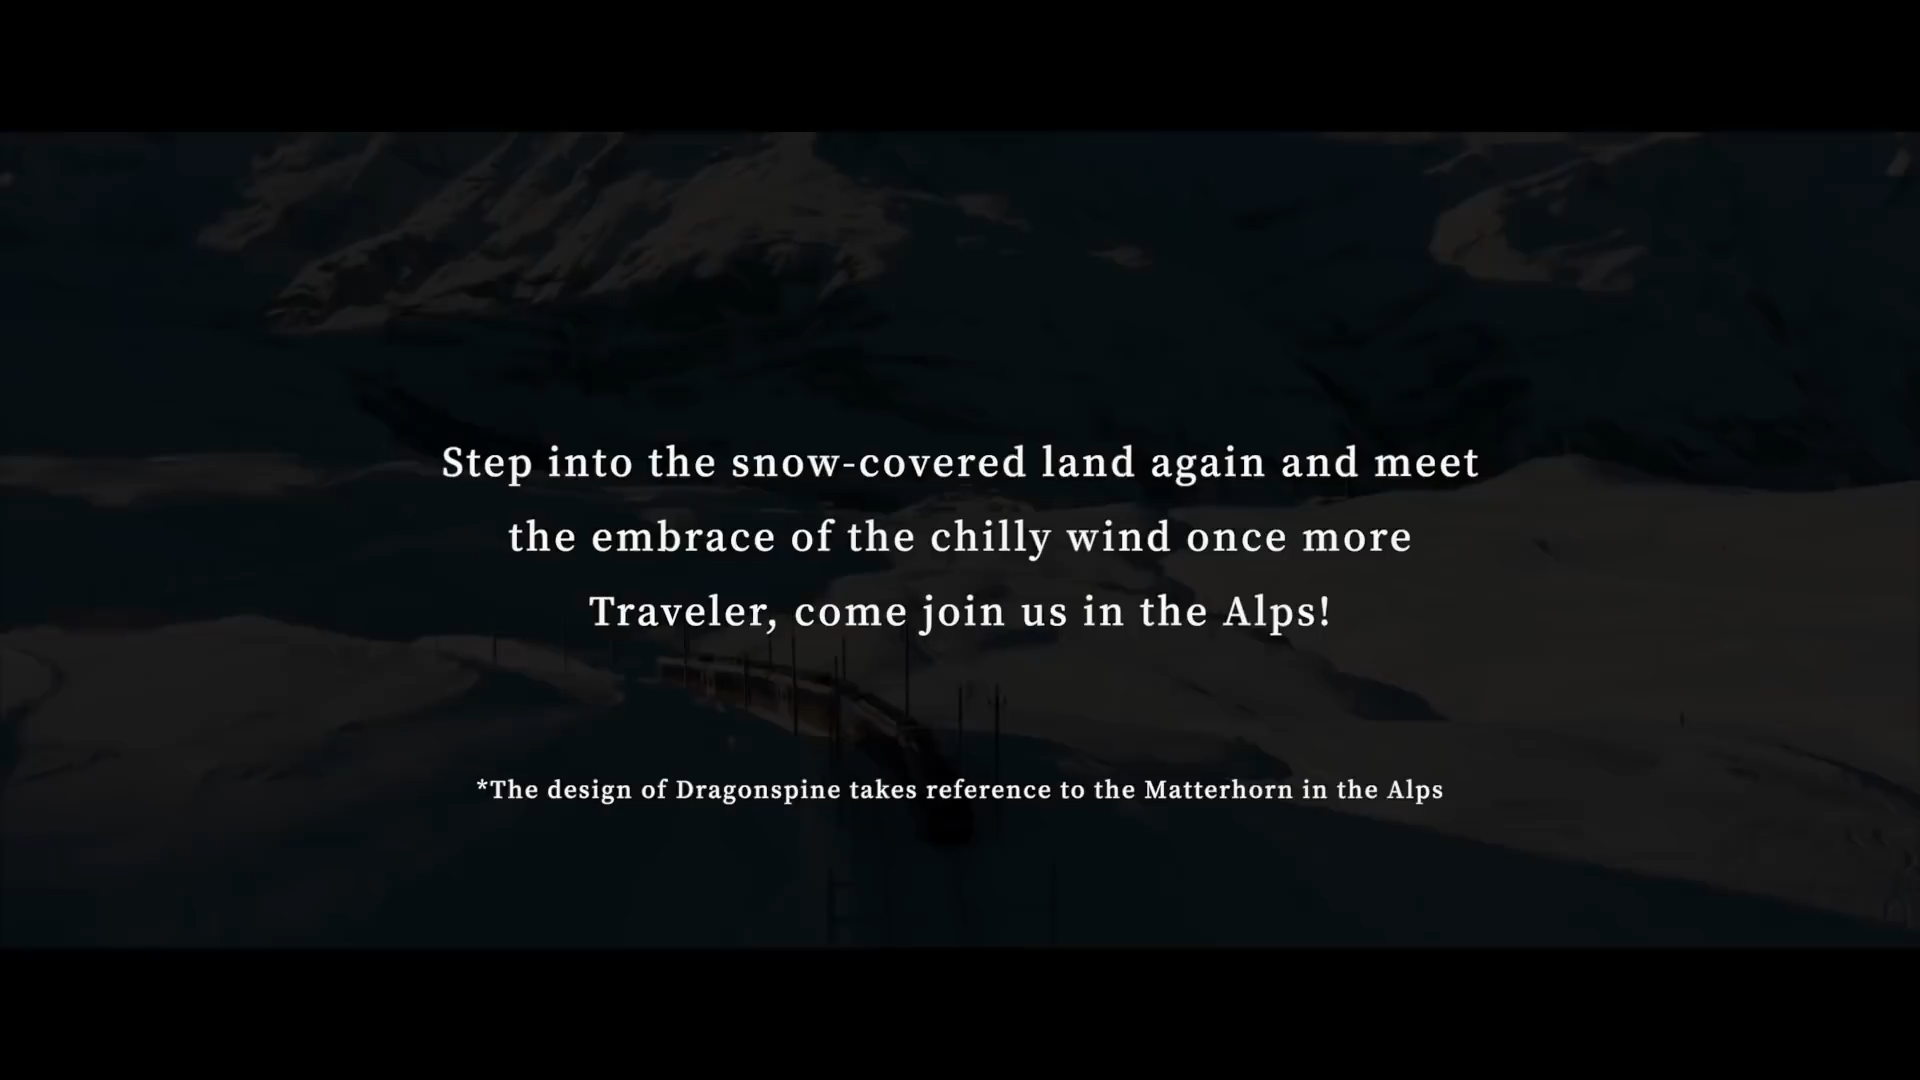 Step into the snow-covered land again and meet
the embrace of the chilly wind once more
Traveler, come join us in the Alps!
*The design of Dragonspine takes reference to the Matterhorn in the Alps